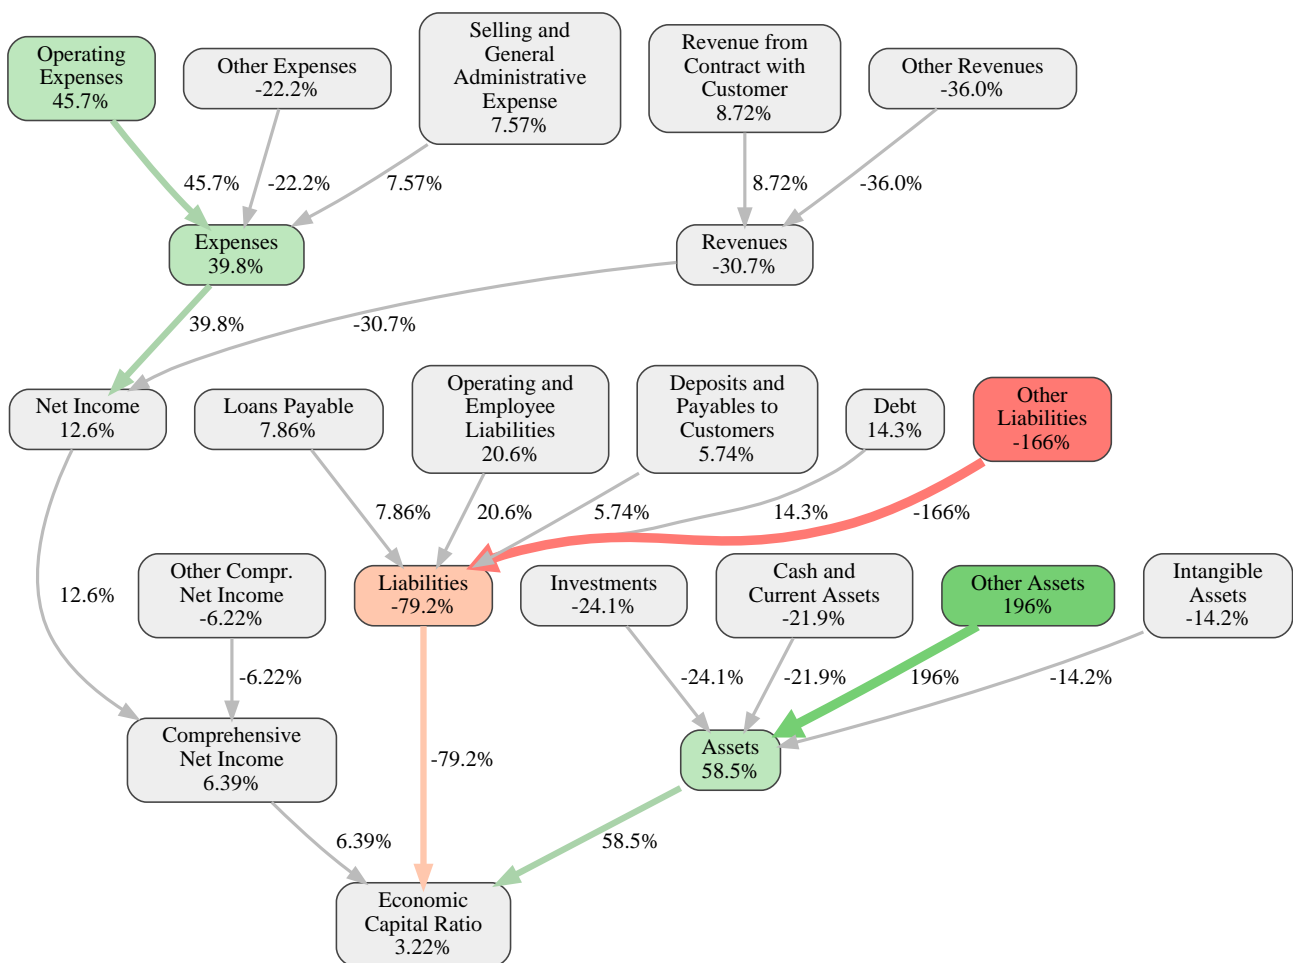 Operating
Expenses
45.7%
Other Expenses
-22.2%
Selling and
General
Administrative
Expense
7.57%
Revenue from
Contract with
Customer
8.72%
Other Revenues
-36.0%
45.7%
-22.2%
7.57%
8.72%
-36.0%
Expenses
39.8%
Revenues
-30.7%
39.8%
-30.7%
Net Income
12.6%
Loans Payable
7.86%
Operating and
Employee
Liabilities
20.6%
Deposits and
Payables to
Customers
5.74%
Debt
14.3%
Other
Liabilities
-166%
7.86%
20.6%
5.74%
14.3%
-166%
12.6%
Other Compr.
Net Income
-6.22%
Liabilities
-79.2%
Investments
-24.1%
Cash and
Current Assets
-21.9%
Other Assets
196%
Intangible
Assets
-14.2%
-6.22%
-24.1%
-21.9%
196%
-14.2%
Comprehensive
Net Income
6.39%
-79.2%
Assets
58.5%
6.39%
58.5%
Economic
Capital Ratio
3.22%